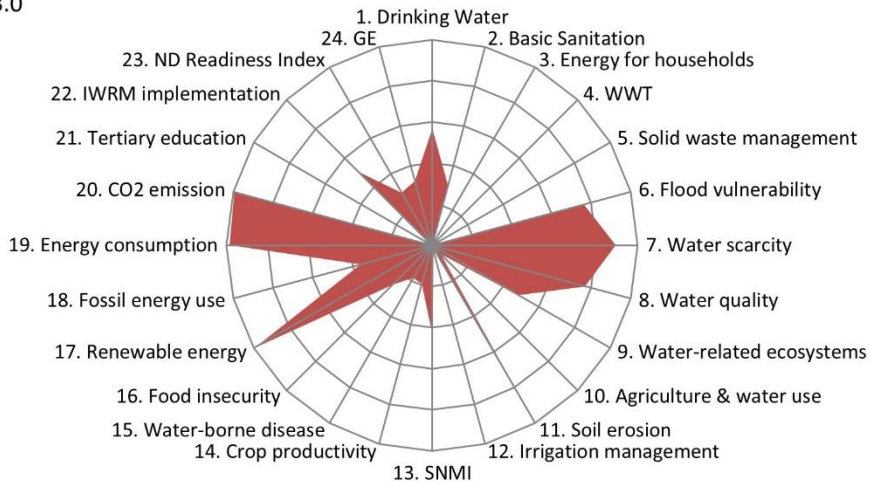 1. Drinking Water
2. Basic Sanitation
3. Energy for households
4. WWT
5. Solid waste management
6. Flood vulnerability
7. Water scarcity
8. Water quality
9. Water-related ecosystems
10. Agriculture & water use
11. Soil erosion
12. Irrigation management
13. SNMI
14. Crop productivity
15. Water-borne disease
16. Food insecurity
17. Renewable energy
18. Fossil energy use
19. Energy consumption
20. CO2 emission
21. Tertiary education
22. IWRM implementation
23. ND Readiness Index
24. GE